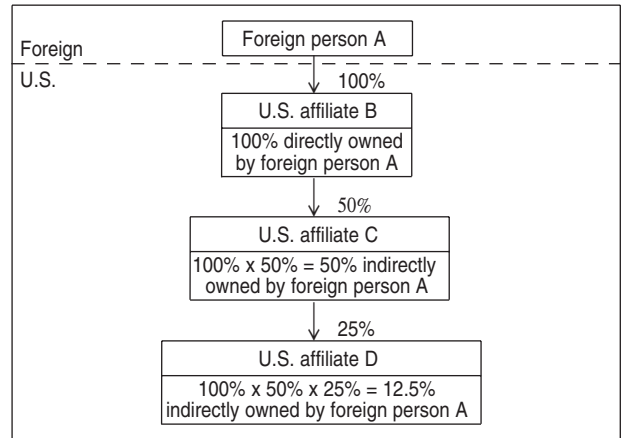 Foreign person A
Foreign
U.S.
100%
U.S. affiliate B
100% directly owned
by foreign person A
50%
U.S. affiliate C
100% x 50% = 50% indirectly
owned by foreign person A
25%
U.S. affiliate D
100% x 50% x 25% = 12.5%
indirectly owned by foreign person A